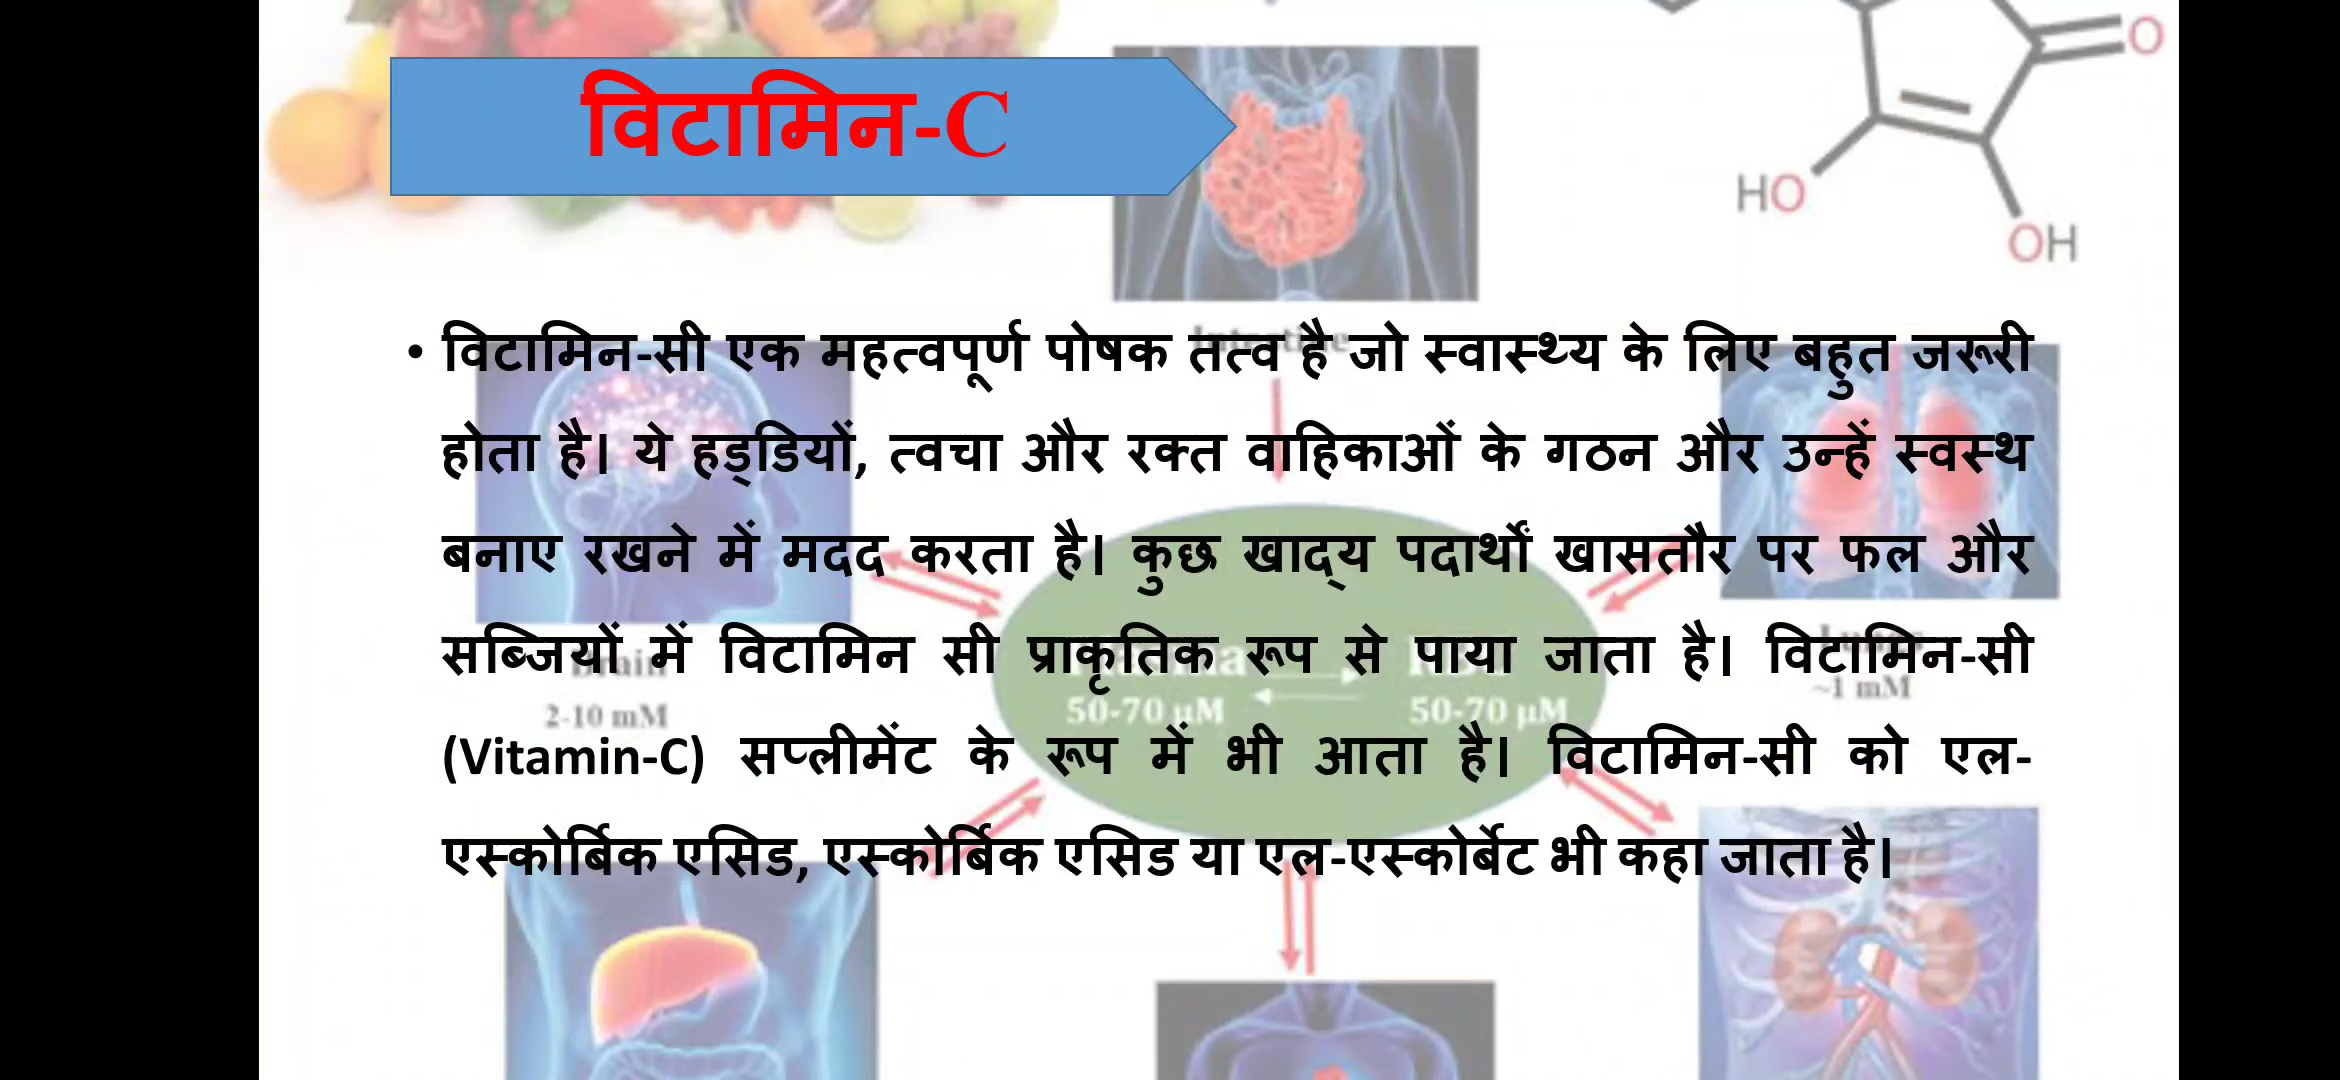 विटामिन-C
O
HO
OH
• विटामिन-सी एक महत्वपूर्ण पोषक तत्व है जो स्वास्थ्य के लिए बहुत जरूरी
होता है। ये हड्डियों, त्वचा और रक्त वाहिकाओं के गठन और उन्हें स्वस्थ
बनाए रखने में मदद करता है। कुछ खाद्य पदार्थों खासतौर पर फल और
सब्जियों में विटामिन सी प्राकृतिक रूप से पाया जाता है। विटामिन-सी
(Vitamin-C) सप्लीमेंट के रूप में भी आता है। विटामिन-सी को एल-
एस्कोर्बिक एसिड, एस्कोर्बिक एसिड या एल-एस्कोर्बेट भी कहा जाता है।
Brain
2-10 mM
50-70 µM
50-70 µM
~1 mM